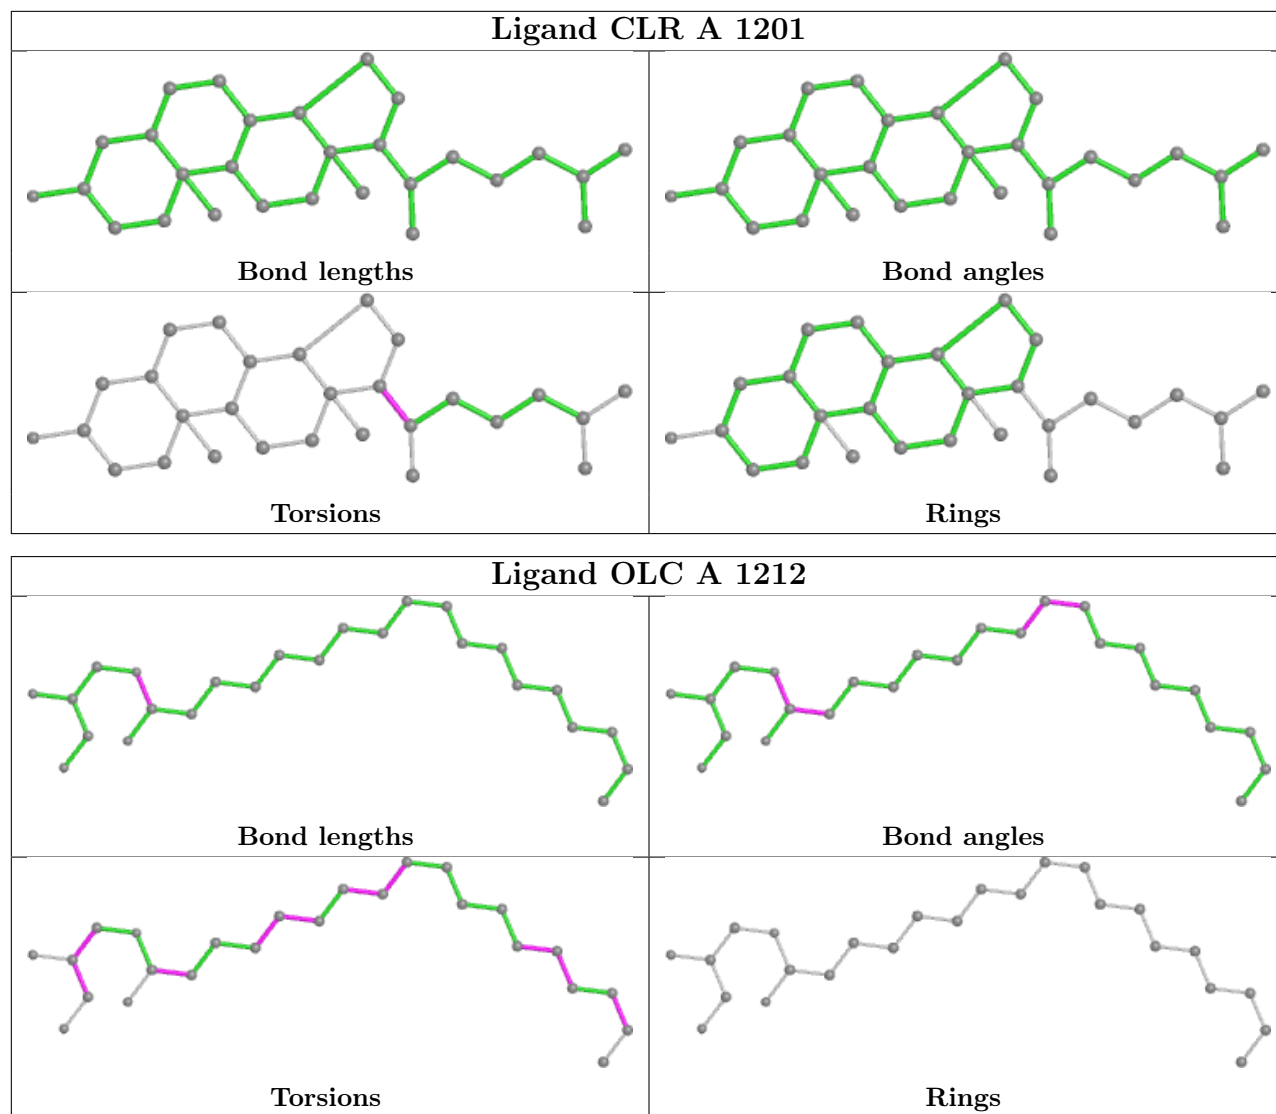 Ligand CLR A 1201
Bond lengths
Bond angles
Torsions
Rings
Ligand OLC A 1212
Bond lengths
Bond angles
Torsions
Rings